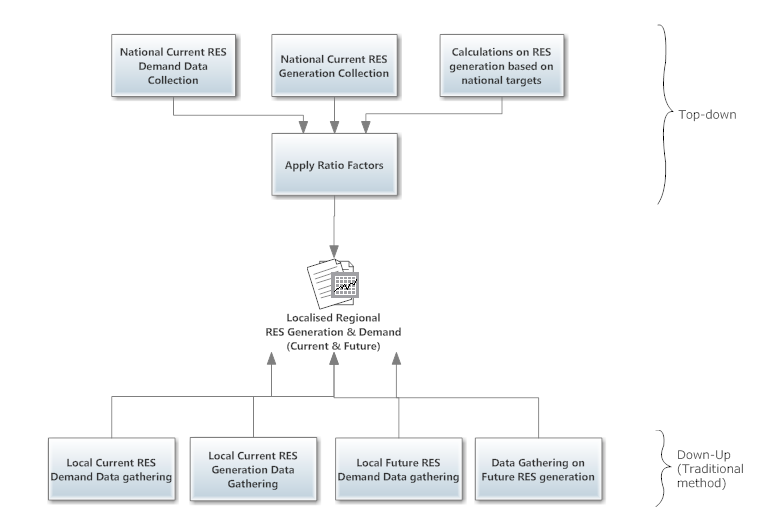 National Current RES
Demand Data
Collection
National Current RES
Generation Collection
Calculations on RES
generation based on
national targets
Top-down
Apply Ratio Factors
Localised Regional
RES Generation & Demand
(Current & Future)
Local Current RES
Demand Data gathering
Local Current RES
Generation Data
Gathering
Local Future RES
Demand Data gathering
Data Gathering on
Future RES generation
Down-Up
(Traditional
method)